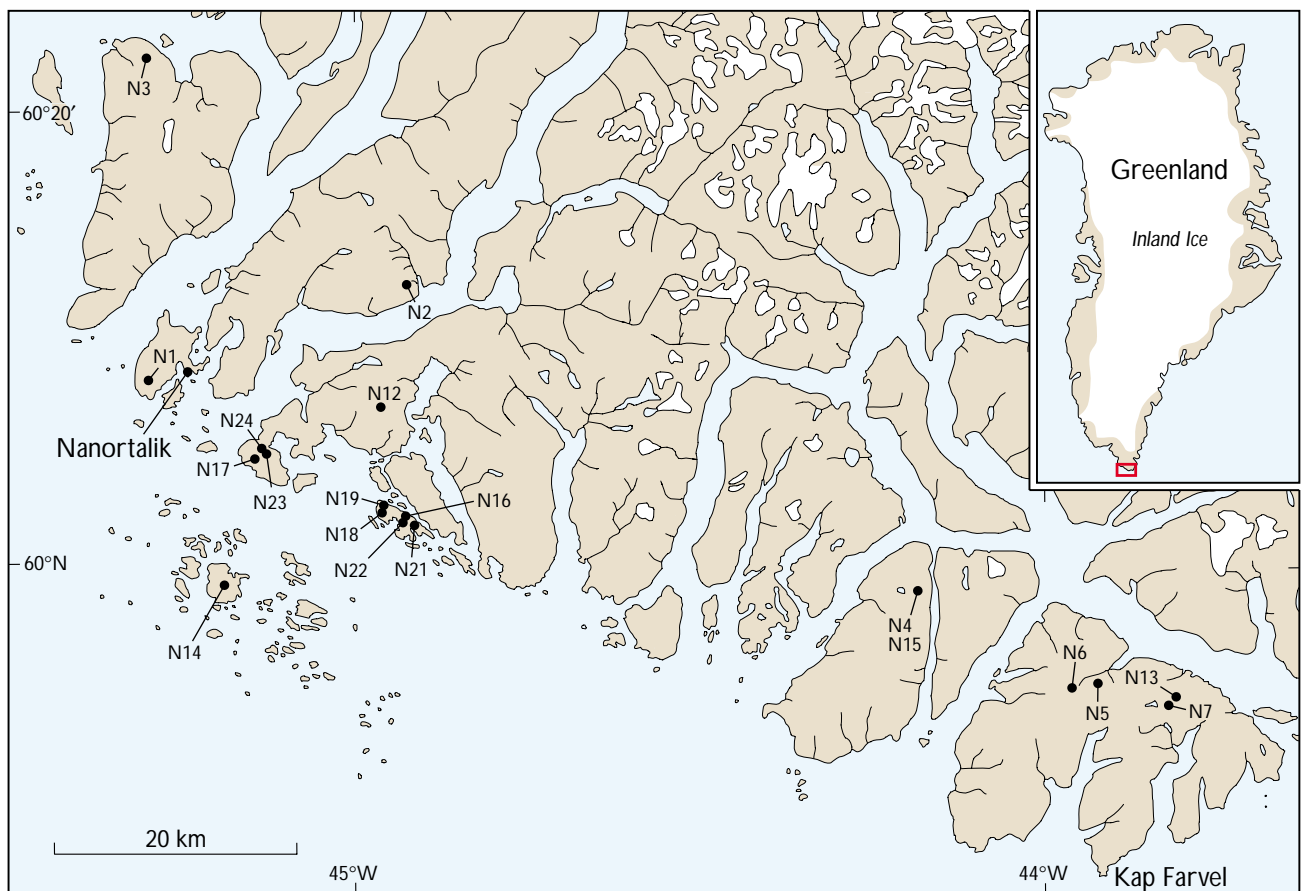 N3
60°20'
Greenland
Inland Ice
N2
N1
N12
N24
Nanortalik
N17
N23
N19
N16
N18
N22
N21
60°N
N14
N4
N15
N6
N13
N5
N7
20 km
45°W
44°W
Kap Farvel